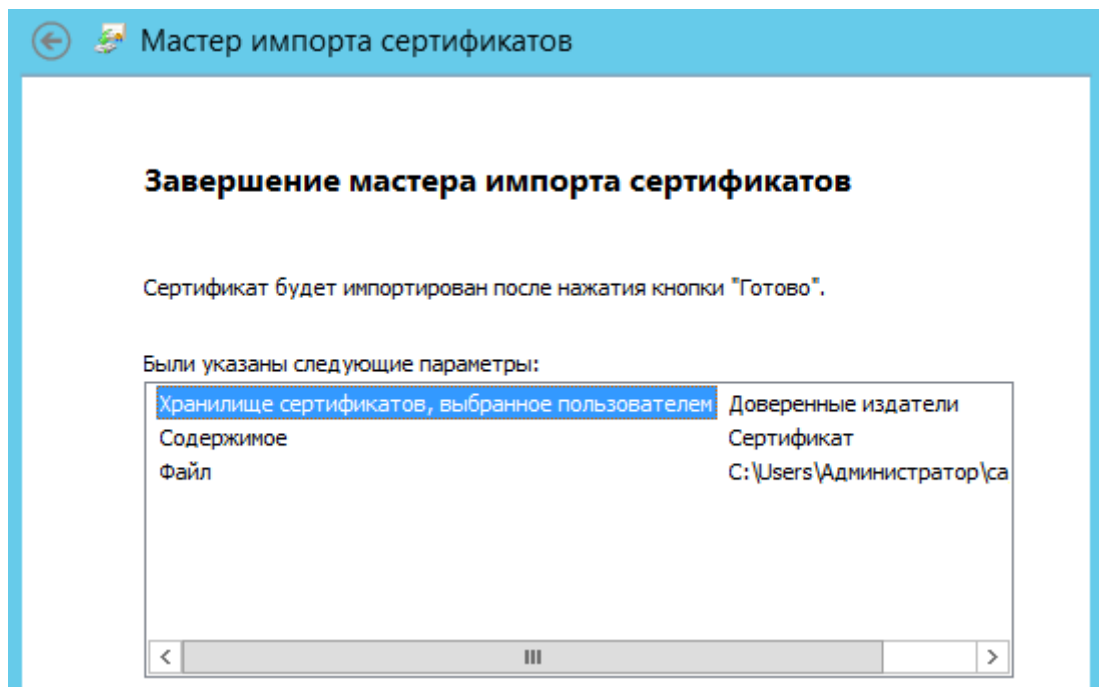 Мастер импорта сертификатов
Завершение мастера импорта сертификатов
Сертификат будет импортирован после нажатия кнопки "Готово".
Были указаны следующие параметры:
Хранилище сертификатов, выбранное пользователем Доверенные издатели
Содержимое Сертификат
Файл C:\Users\Администратор\ca